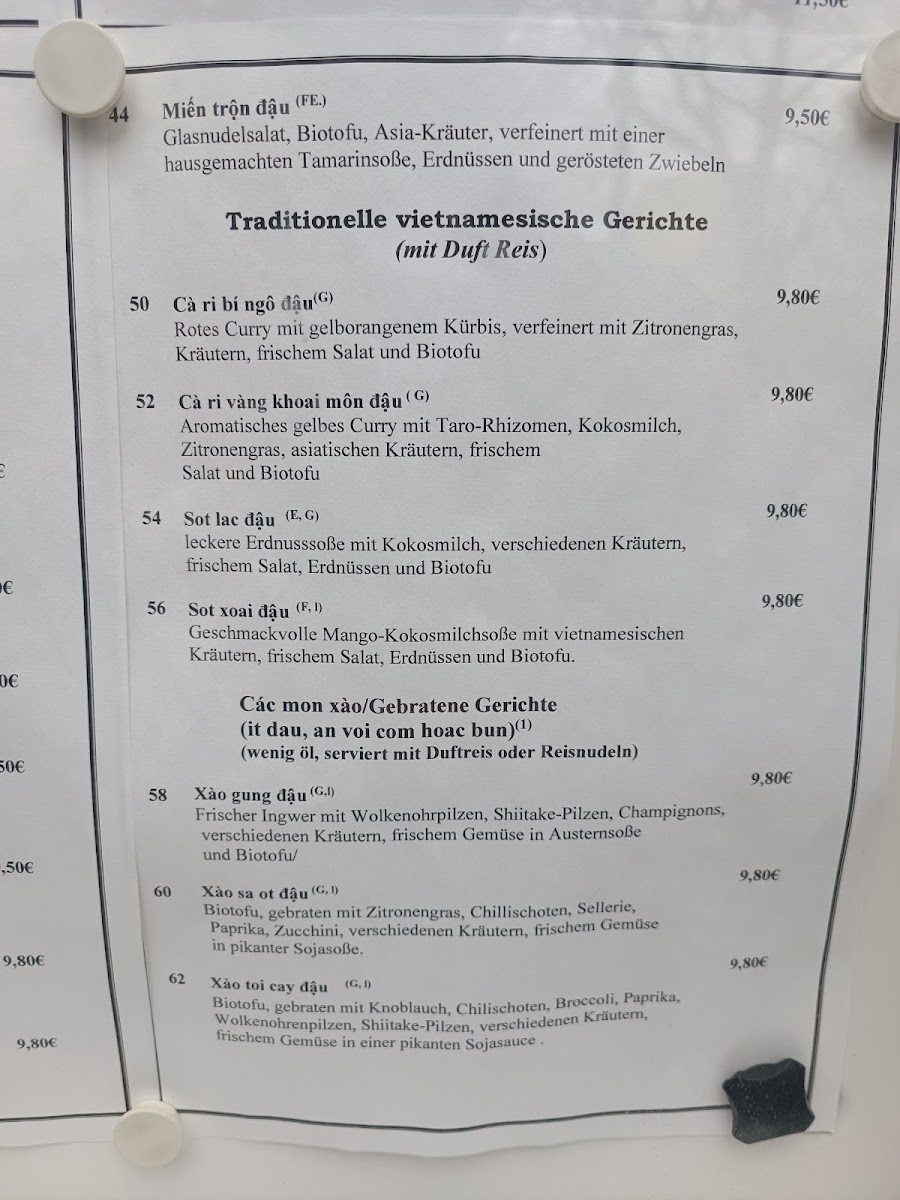 44 Miến trộn đậu (FE.) 9,50€
Glasnudelsalat, Biotofu, Asia-Kräuter, verfeinert mit einer
hausgemachten Tamarinsoße, Erdnüssen und gerösteten Zwiebeln
Traditionelle vietnamesische Gerichte
(mit Duft Reis)
50 Cà ri bí ngô đậu(G) 9,80€
Rotes Curry mit gelborangenem Kürbis, verfeinert mit Zitronengras,
Kräutern, frischem Salat und Biotofu
52 Cà ri vàng khoai môn đậu ( G) 9,80€
Aromatisches gelbes Curry mit Taro-Rhizomen, Kokosmilch,
Zitronengras, asiatischen Kräutern, frischem
Salat und Biotofu
54 Sot lac đậu (E, G) 9,80€
leckere Erdnusssoße mit Kokosmilch, verschiedenen Kräutern,
frischem Salat, Erdnüssen und Biotofu
56 Sot xoai đậu (F, I) 9,80€
Geschmackvolle Mango-Kokosmilchsoße mit vietnamesischen
Kräutern, frischem Salat, Erdnüssen und Biotofu.
Các mon xào/Gebratene Gerichte
(it dau, an voi com hoac bun)(1)
(wenig öl, serviert mit Duftreis oder Reisnudeln)
58 Xào gung đậu (G,I) 9,80€
Frischer Ingwer mit Wolkenohrpilzen, Shiitake-Pilzen, Champignons,
verschiedenen Kräutern, frischem Gemüse in Austernsoße
und Biotofu/
60 Xào sa ot đậu (G, I) 9,80€
Biotofu, gebraten mit Zitronengras, Chillischoten, Sellerie,
Paprika, Zucchini, verschiedenen Kräutern, frischem Gemüse
in pikanter Sojasoße.
62 Xào toi cay đậu (G, I) 9,80€
Biotofu, gebraten mit Knoblauch, Chilischoten, Broccoli, Paprika,
Wolkenohrenpilzen, Shiitake-Pilzen, verschiedenen Kräutern,
frischem Gemüse in einer pikanten Sojasauce .
9,80€
9,80€